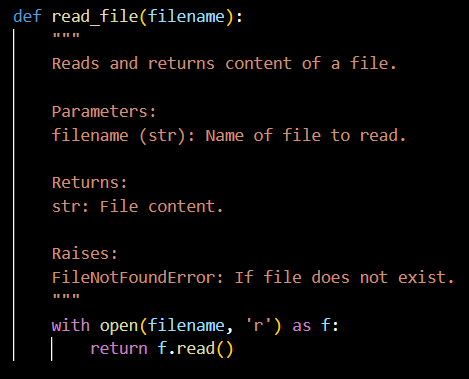 def read_file(filename):
    """
    Reads and returns content of a file.

    Parameters:
    filename (str): Name of file to read.

    Returns:
    str: File content.

    Raises:
    FileNotFoundError: If file does not exist.
    """
    with open(filename, 'r') as f:
        return f.read()